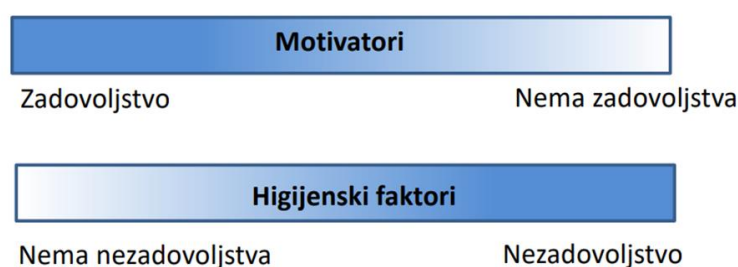 Motivatori
Zadovoljstvo Nema zadovoljstva
Higijenski faktori
Nema nezadovoljstva Nezadovoljstvo